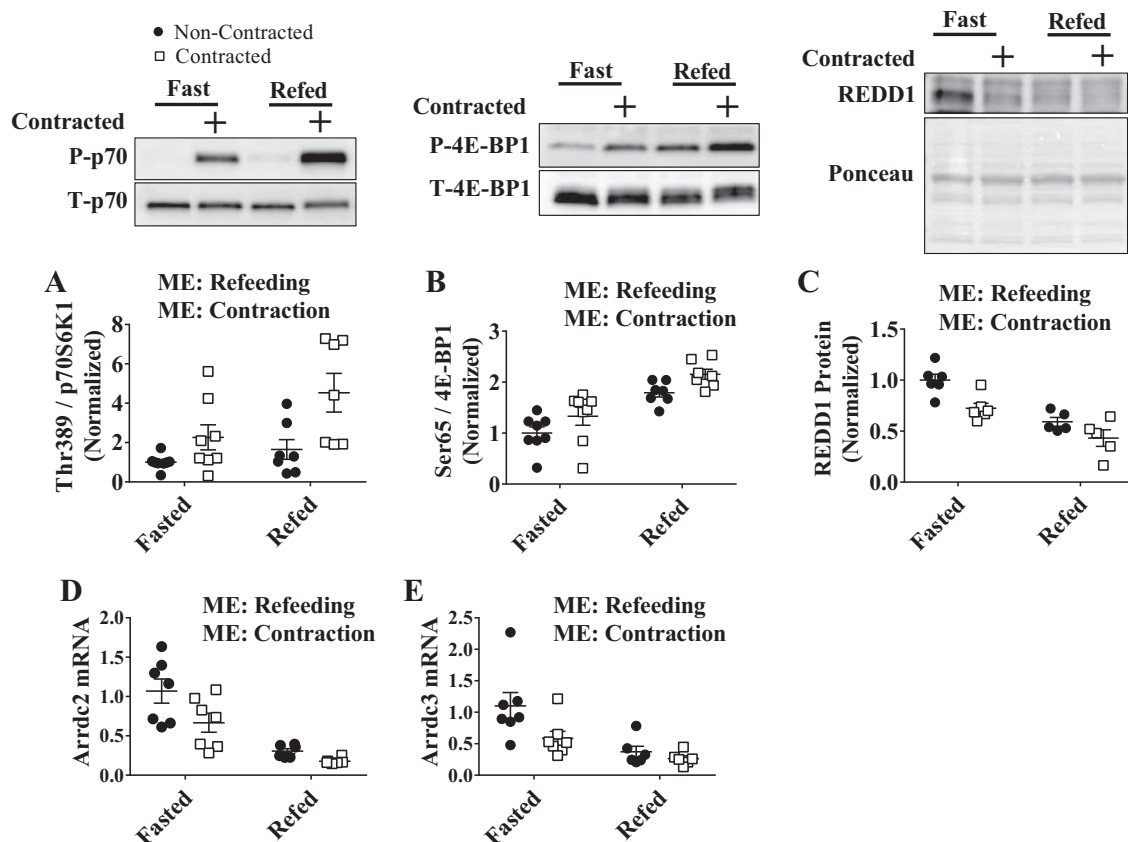 ● Non-Contracted
□ Contracted
Fast Refed
Contracted + +
P-p70
T-p70
Fast Refed
Contracted + +
P-4E-BP1
T-4E-BP1
Fast Refed
Contracted + +
REDD1
Ponceau
A
ME: Refeeding
ME: Contraction
Thr389 / p70S6K1
(Normalized)
8
6
4
2
0
Fasted
Refed
B
ME: Refeeding
ME: Contraction
Ser65 / 4E-BP1
(Normalized)
3
2
1
0
Fasted
Refed
C
ME: Refeeding
ME: Contraction
REDD1 Protein
(Normalized)
1.5
1.0
0.5
0.0
Fasted
Refed
D
ME: Refeeding
ME: Contraction
Arrdc2 mRNA
2.0
1.5
1.0
0.5
0.0
Fasted
Refed
E
ME: Refeeding
ME: Contraction
Arrdc3 mRNA
2.5
2.0
1.5
1.0
0.5
0.0
Fasted
Refed